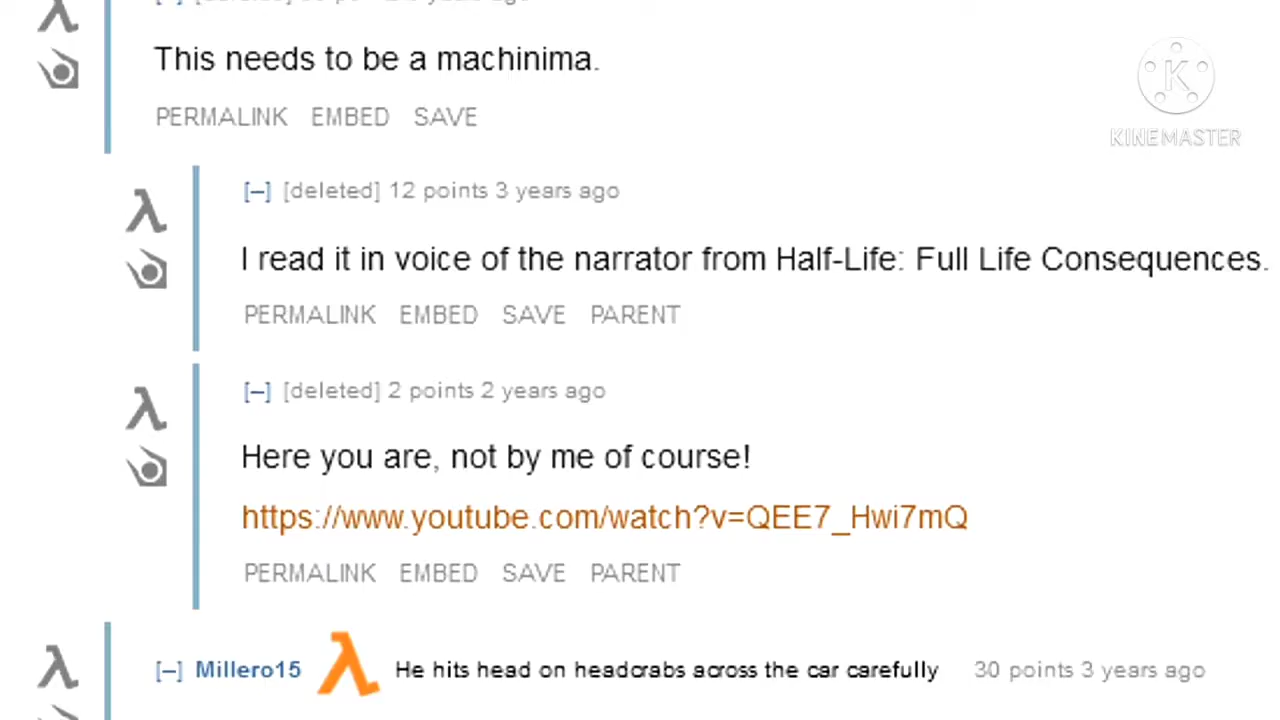 This needs to be a machinima.
PERMALINK EMBED SAVE
K
KINEMASTER
[–] [deleted] 12 points 3 years ago
λ
I read it in voice of the narrator from Half-Life: Full Life Consequences.
PERMALINK EMBED SAVE PARENT
[–] [deleted] 2 points 2 years ago
λ
Here you are, not by me of course!
https://www.youtube.com/watch?v=QEE7_Hwi7mQ
PERMALINK EMBED SAVE PARENT
λ [–] Millero15 λ He hits head on headcrabs across the car carefully 30 points 3 years ago